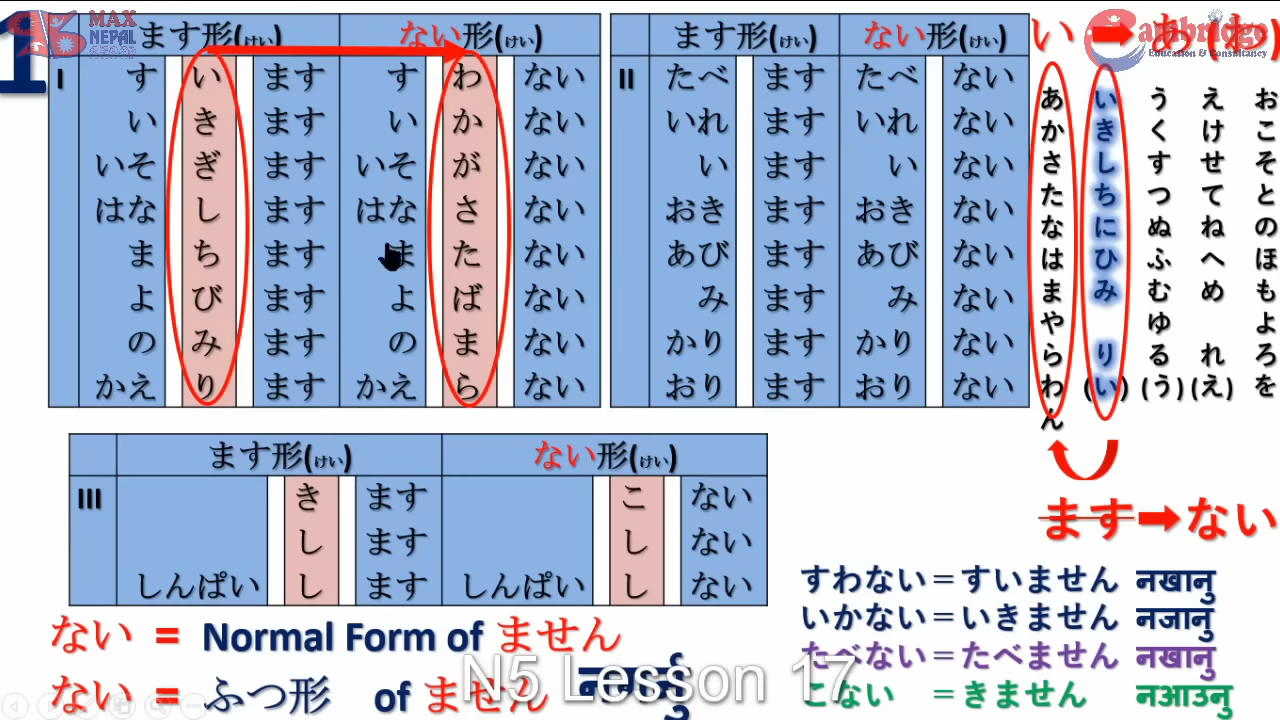 1
MAX
NEPAL
ます形(けい) ない形(けい)
I す い ます す わ ない
い き ます い か ない
いそ ぎ ます いそ が ない
はな し ます はな さ ない
ま ち ます ま た ない
よ び ます よ ば ない
の み ます の ま ない
かえ り ます かえ ら ない
ます形(けい) ない形(けい)
II たべ ます たべ ない
いれ ます いれ ない
い ます い ない
おき ます おき ない
あび ます あび ない
み ます み ない
かり ます かり ない
おり ます おり ない
い ➡ あ(わ)
Cambridge
Education & Consultancy
あ い う え お
か き く け こ
さ し す せ そ
た ち つ て と
な に ぬ ね の
は ひ ふ へ ほ
ま み む め も
や ゆ よ
ら り る れ ろ
わ (い) (う) (え) を
ん
ます形(けい) ない形(けい)
III き ます こ ない
し ます し ない
しんぱい し ます しんぱい し ない
ます➡ない
すわない=すいません नखानु
いかない=いきません नजानु
たべない=たべません नखानु
こない =きません नआउनु
ない = Normal Form of ません
ない = ふつ形 of ません
N5 Lesson 17